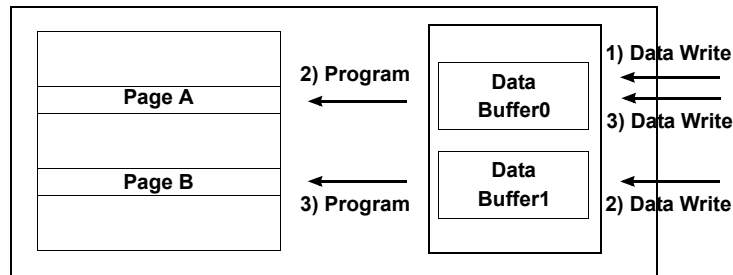 1) Data Write
2) Program
Data
Buffer0
Page A
3) Data Write
Page B
3) Program
Data
Buffer1
2) Data Write